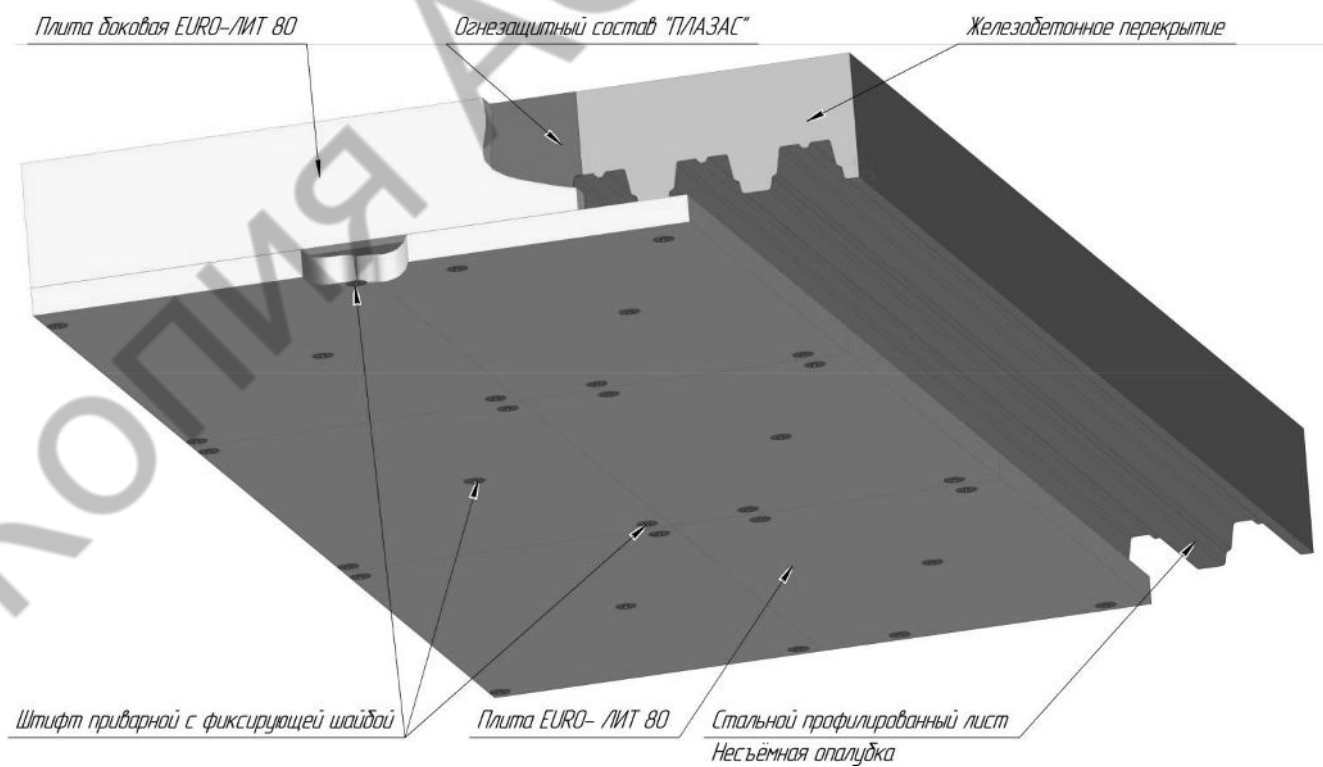 Плита боковая EURO-ЛИТ 80
Огнезащитный состав "ПЛАЗАС"
Железобетонное перекрытие
КОПИЯ А
Штифт приварной с фиксирующей шайбой
Плита EURO- ЛИТ 80
Стальной профилированный лист
Несъёмная опалубка